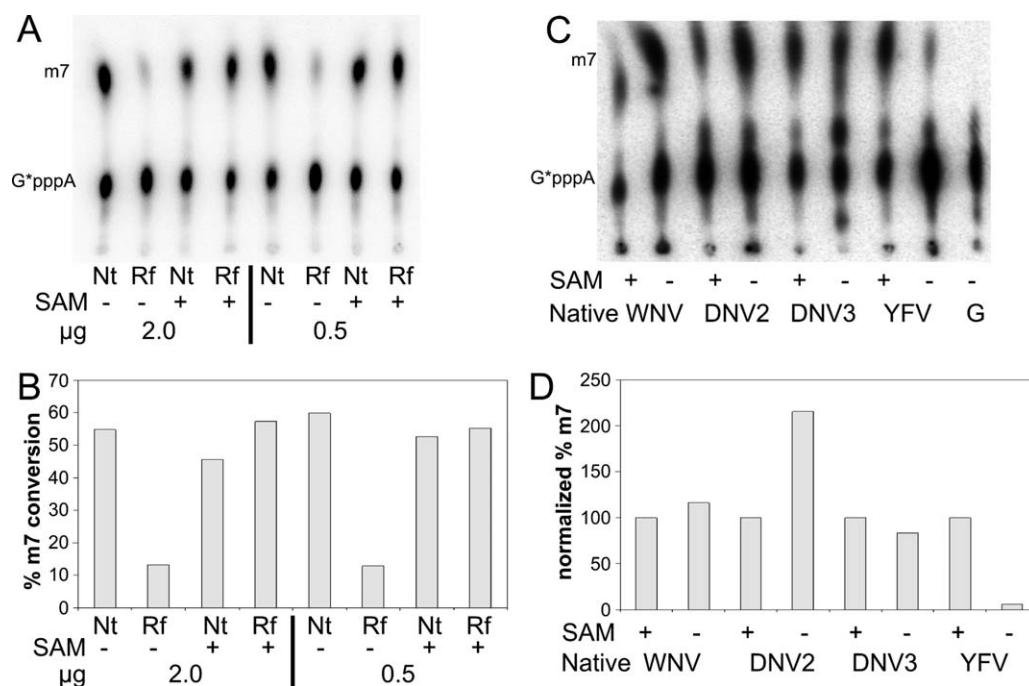 A
m7
G*pppA
Nt Rf Nt Rf Nt Rf Nt Rf
SAM - - + + - - + +
µg 2.0 0.5
B
% m7 conversion
70
60
50
40
30
20
10
0
Nt Rf Nt Rf Nt Rf Nt Rf
SAM - - + + - - + +
µg 2.0 0.5
C
m7
G*pppA
SAM + - + - + - + - -
Native WNV DNV2 DNV3 YFV G
D
normalized % m7
250
200
150
100
50
0
SAM + - + - + - + -
Native WNV DNV2 DNV3 YFV